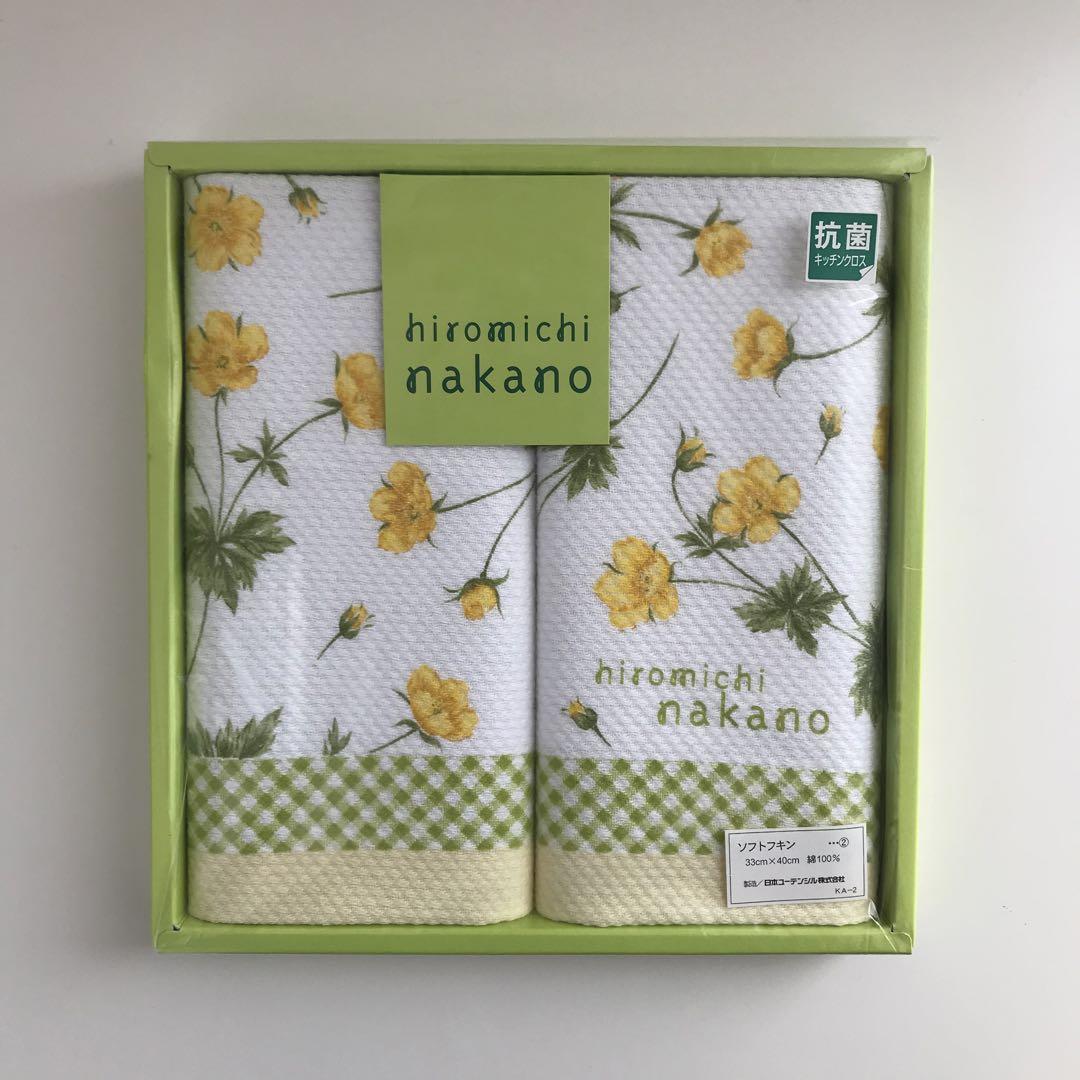 hiromichi
nakano
抗菌
キッチンクロス
hiromichi
nakano
ソフトフキン …②
33cm×40cm 綿100%
製造／日本ユーテンシル株式会社
KA-2